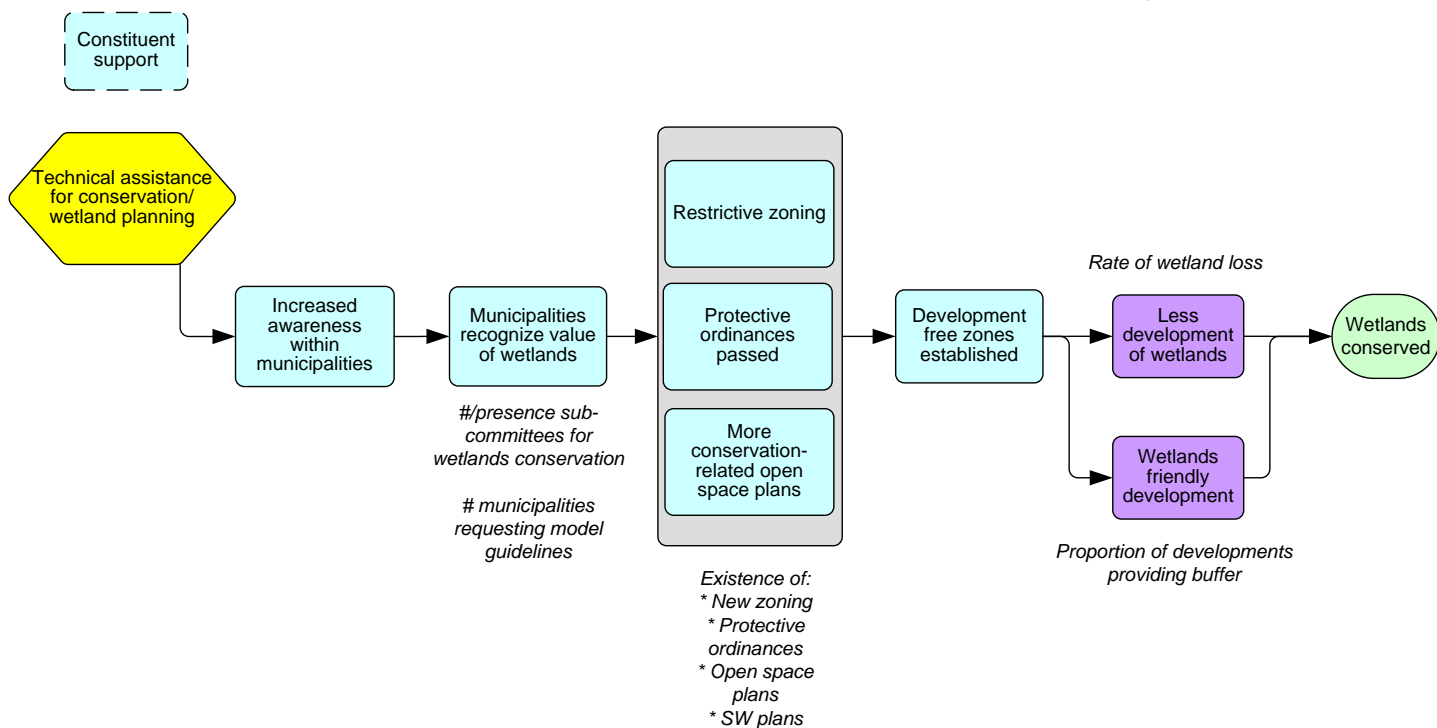 Constituent
support
Technical assistance
for conservation/
wetland planning
Increased
awareness
within
municipalities
Municipalities
recognize value
of wetlands
#/presence sub-
committees for
wetlands conservation
# municipalities
requesting model
guidelines
Restrictive zoning
Protective
ordinances
passed
More
conservation-
related open
space plans
Existence of:
* New zoning
* Protective
ordinances
* Open space
plans
* SW plans
Development
free zones
established
Rate of wetland loss
Less
development
of wetlands
Wetlands
friendly
development
Proportion of developments
providing buffer
Wetlands
conserved